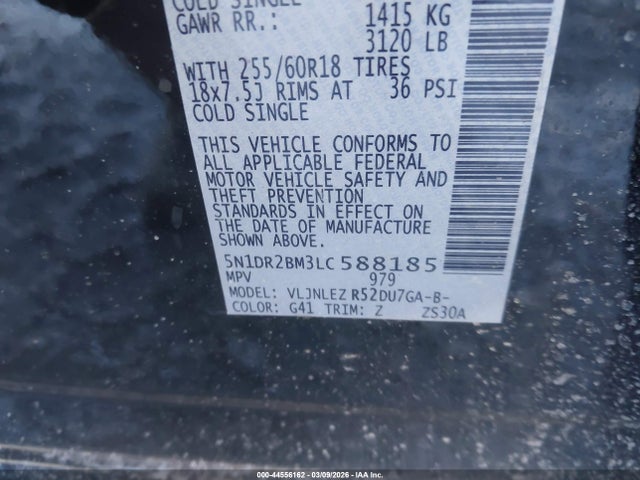 COLD SINGLE
GAWR RR.: 1415 KG
3120 LB
WITH 255/60R18 TIRES
18x7.5J RIMS AT 36 PSI
COLD SINGLE
THIS VEHICLE CONFORMS TO
ALL APPLICABLE FEDERAL
MOTOR VEHICLE SAFETY AND
THEFT PREVENTION
STANDARDS IN EFFECT ON
THE DATE OF MANUFACTURE
SHOWN ABOVE.
5N1DR2BM3LC588185
MPV 979
MODEL: VLJNLEZ R52DU7GA-B-
COLOR: G41 TRIM: Z ZS30A
000-44556162 - 03/09/2026 - IAA Inc.